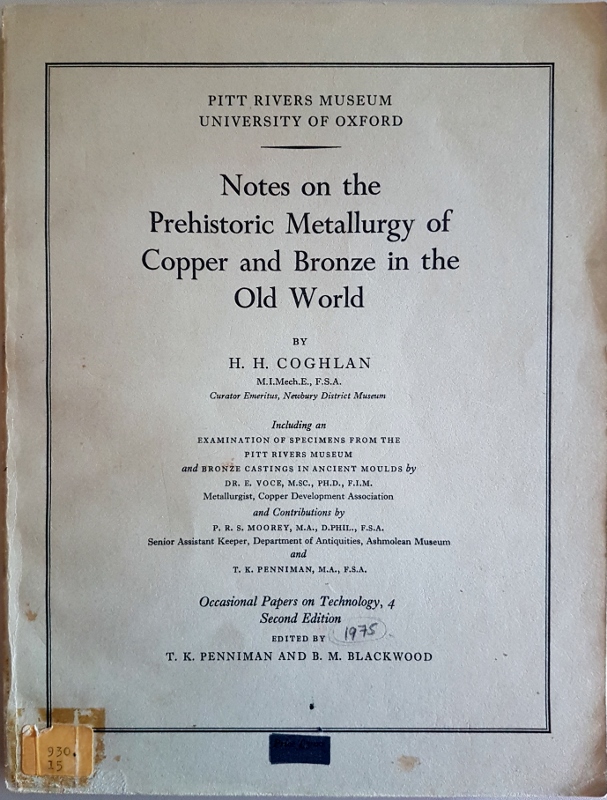 PITT RIVERS MUSEUM
UNIVERSITY OF OXFORD
Notes on the
Prehistoric Metallurgy of
Copper and Bronze in the
Old World
BY
H. H. COGHLAN
M.I.Mech.E., F.S.A.
Curator Emeritus, Newbury District Museum
Including an
EXAMINATION OF SPECIMENS FROM THE
PITT RIVERS MUSEUM
and BRONZE CASTINGS IN ANCIENT MOULDS by
DR. E. VOCE, M.SC., PH.D., F.I.M.
Metallurgist, Copper Development Association
and Contributions by
P. R. S. MOOREY, M.A., D.PHIL., F.S.A.
Senior Assistant Keeper, Department of Antiquities, Ashmolean Museum
and
T. K. PENNIMAN, M.A., F.S.A.
Occasional Papers on Technology, 4
Second Edition
1975
EDITED BY
T. K. PENNIMAN AND B. M. BLACKWOOD
930.
15